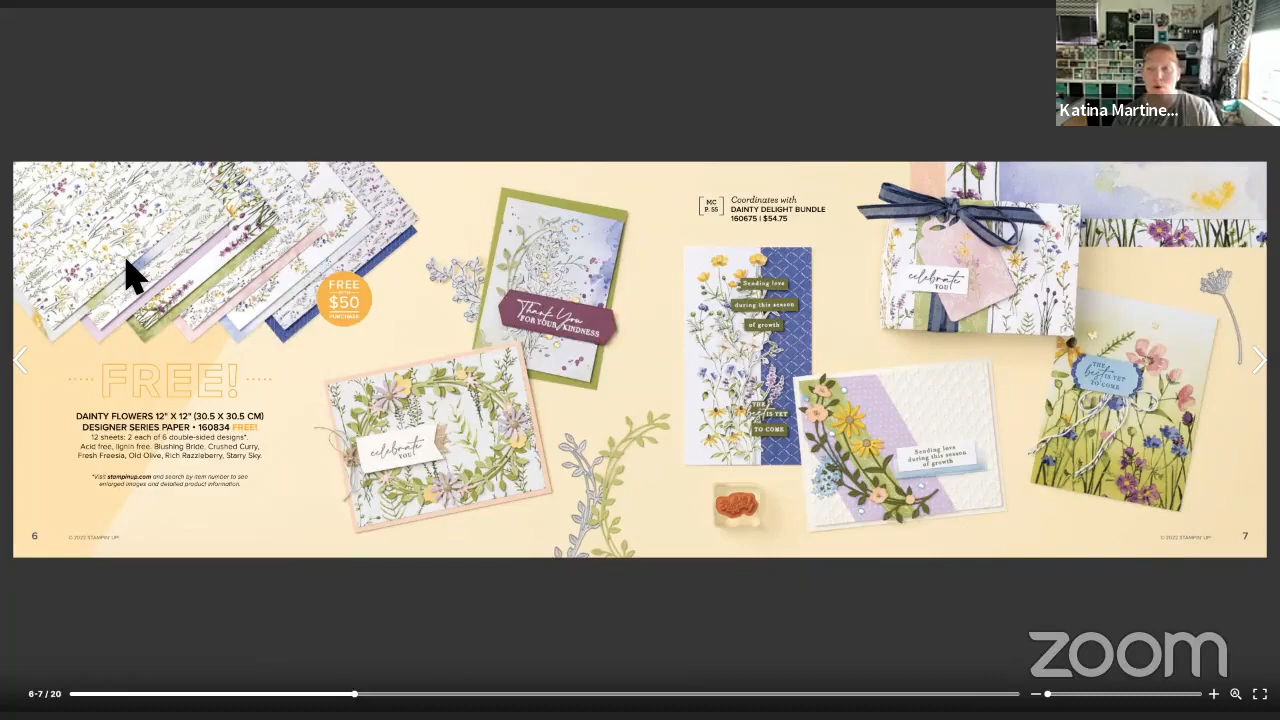 Katina Martine...
FREE
$50
PURCHASE
FREE!
DAINTY FLOWERS 12" X 12" (30.5 X 30.5 CM)
DESIGNER SERIES PAPER • 160834 FREE!
12 sheets: 2 each of 6 double-sided designs*.
Acid free, lignin free. Blushing Bride, Crushed Curry,
Fresh Freesia, Old Olive, Rich Razzleberry, Starry Sky.
*Visit stampinup.com and search by item number to see
enlarged images and detailed product information.
6
© 2022 STAMPIN' UP!
Thank You
FOR YOUR KINDNESS
celebrate
YOU!
MC
P. 55
Coordinates with
DAINTY DELIGHT BUNDLE
160675 | $54.75
Sending love
during this season
of growth
THE
best IS YET
TO COME
celebrate
YOU!
Sending love
during this season
of growth
THE
best IS YET
TO COME
© 2022 STAMPIN' UP!
7
zoom
6-7 / 20